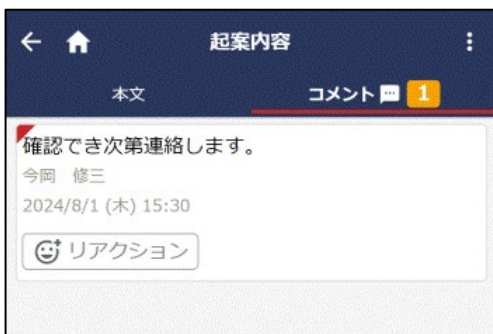 起案内容
本文
コメント 1
確認でき次第連絡します。
今岡　修三
2024/8/1 (木) 15:30
リアクション